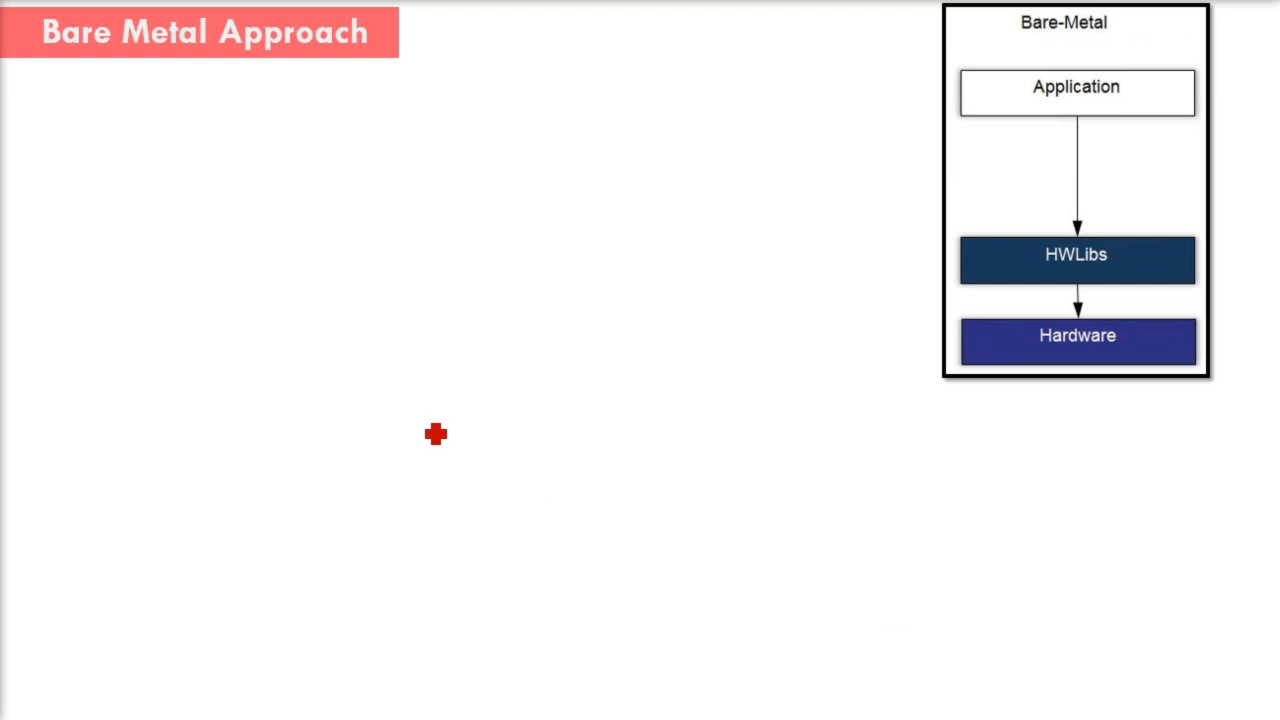 Bare Metal Approach
Bare-Metal
Application
HWLibs
Hardware